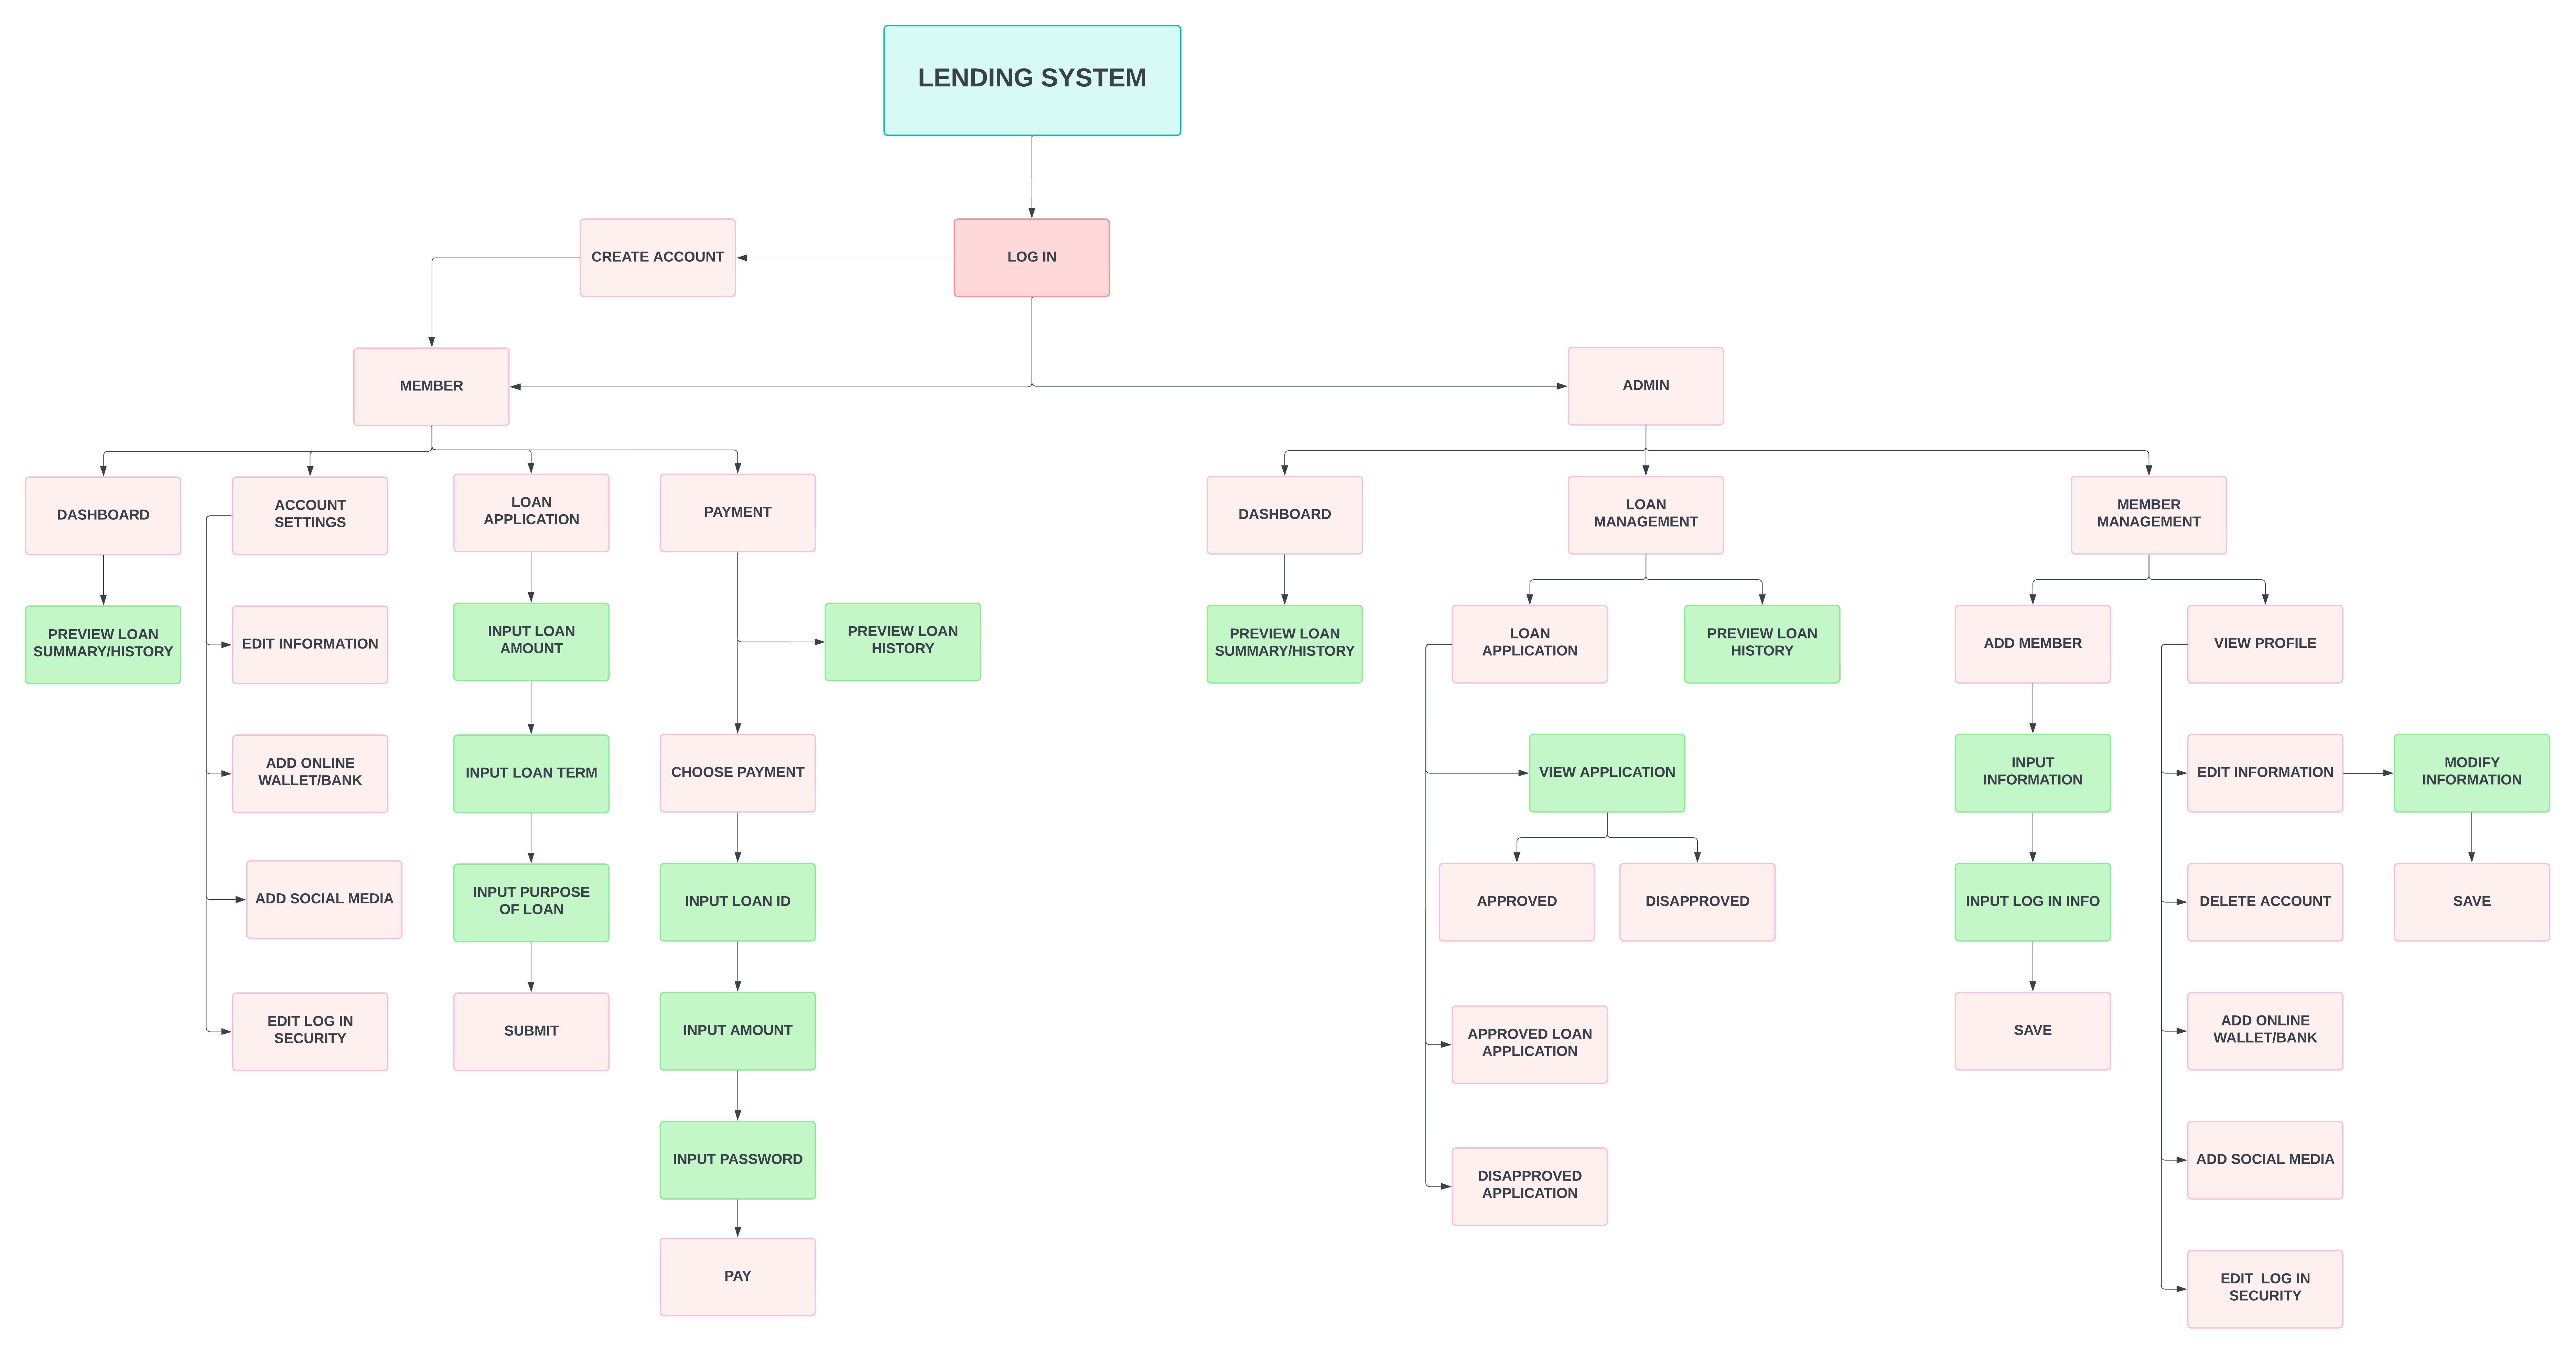 LENDING SYSTEM
CREATE ACCOUNT
LOG IN
MEMBER
ADMIN
DASHBOARD
ACCOUNT
SETTINGS
LOAN
APPLICATION
PAYMENT
DASHBOARD
LOAN
MANAGEMENT
MEMBER
MANAGEMENT
PREVIEW LOAN
SUMMARY/HISTORY
EDIT INFORMATION
INPUT LOAN
AMOUNT
PREVIEW LOAN
HISTORY
PREVIEW LOAN
SUMMARY/HISTORY
LOAN
APPLICATION
PREVIEW LOAN
HISTORY
ADD MEMBER
VIEW PROFILE
ADD ONLINE
WALLET/BANK
INPUT LOAN TERM
CHOOSE PAYMENT
VIEW APPLICATION
INPUT
INFORMATION
EDIT INFORMATION
MODIFY
INFORMATION
ADD SOCIAL MEDIA
INPUT PURPOSE
OF LOAN
INPUT LOAN ID
APPROVED
DISAPPROVED
INPUT LOG IN INFO
DELETE ACCOUNT
SAVE
EDIT LOG IN
SECURITY
SUBMIT
INPUT AMOUNT
APPROVED LOAN
APPLICATION
SAVE
ADD ONLINE
WALLET/BANK
INPUT PASSWORD
DISAPPROVED
APPLICATION
ADD SOCIAL MEDIA
PAY
EDIT  LOG IN
SECURITY